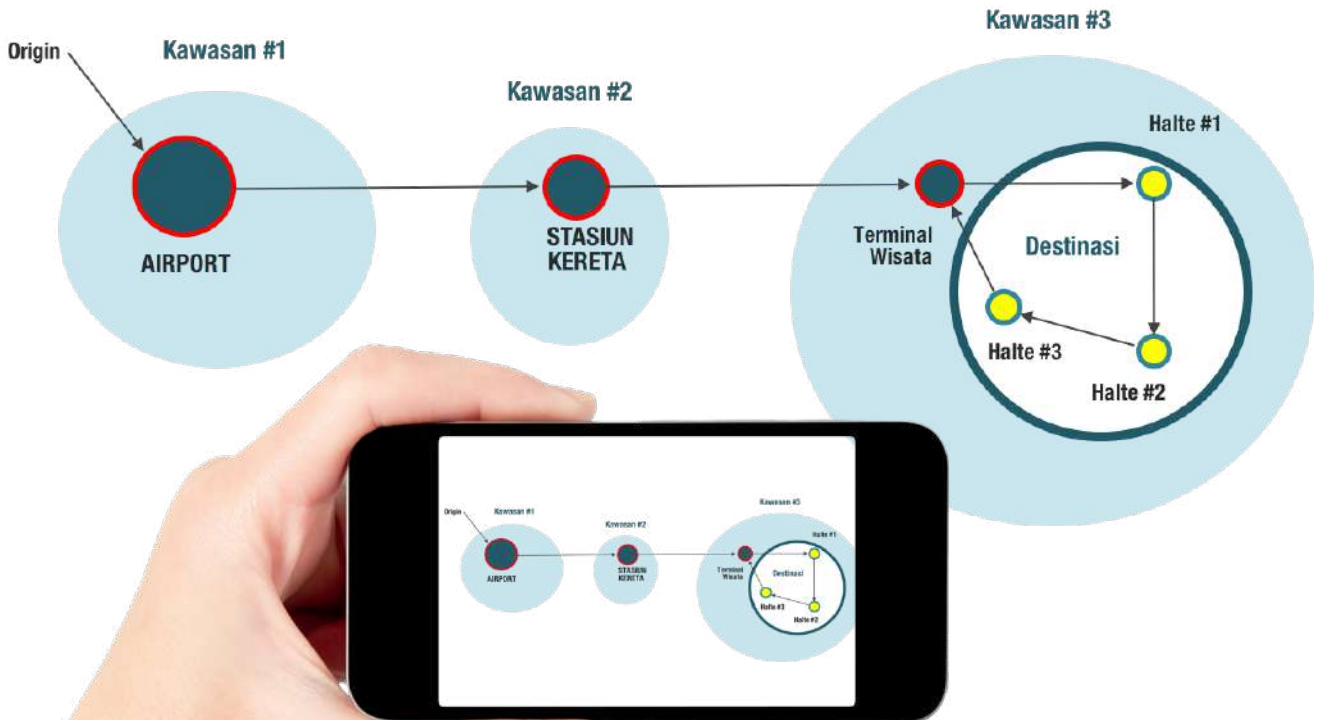 Origin
Kawasan #1
AIRPORT
Kawasan #2
STASIUN
KERETA
Kawasan #3
Terminal
Wisata
Destinasi
Halte #1
Halte #2
Halte #3
Origin
Kawasan #1
AIRPORT
Kawasan #2
STASIUN
KERETA
Kawasan #3
Terminal
Wisata
Destinasi
Halte #1
Halte #2
Halte #3